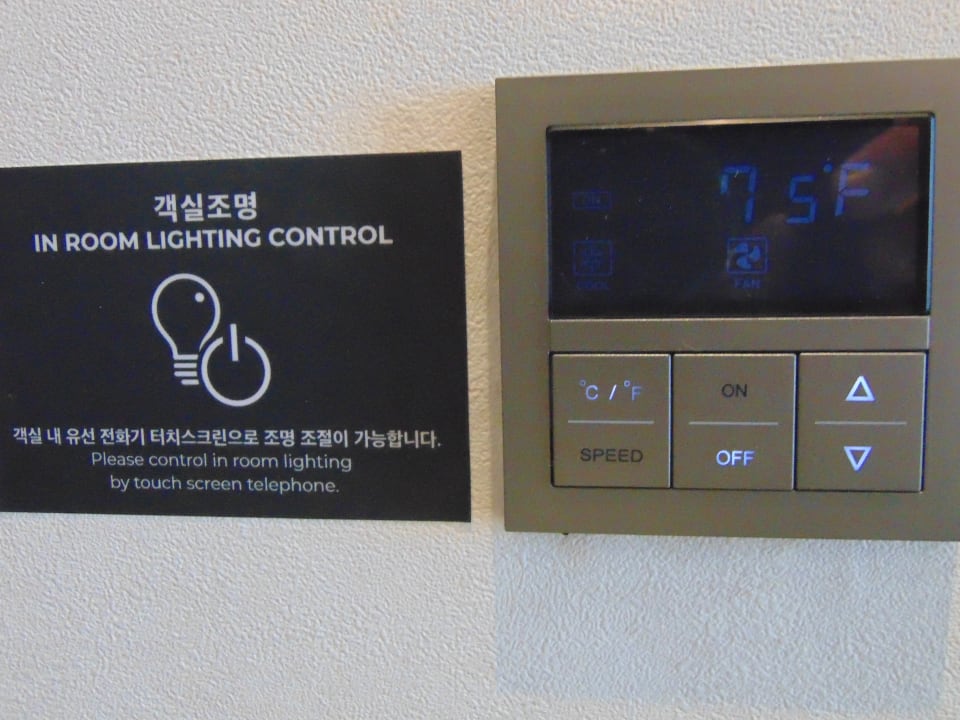 객실조명
IN ROOM LIGHTING CONTROL
객실 내 유선 전화기 터치스크린으로 조명 조절이 가능합니다.
Please control in room lighting
by touch screen telephone.
75°F
ON
COOL
FAN
°C / °F
SPEED
ON
OFF